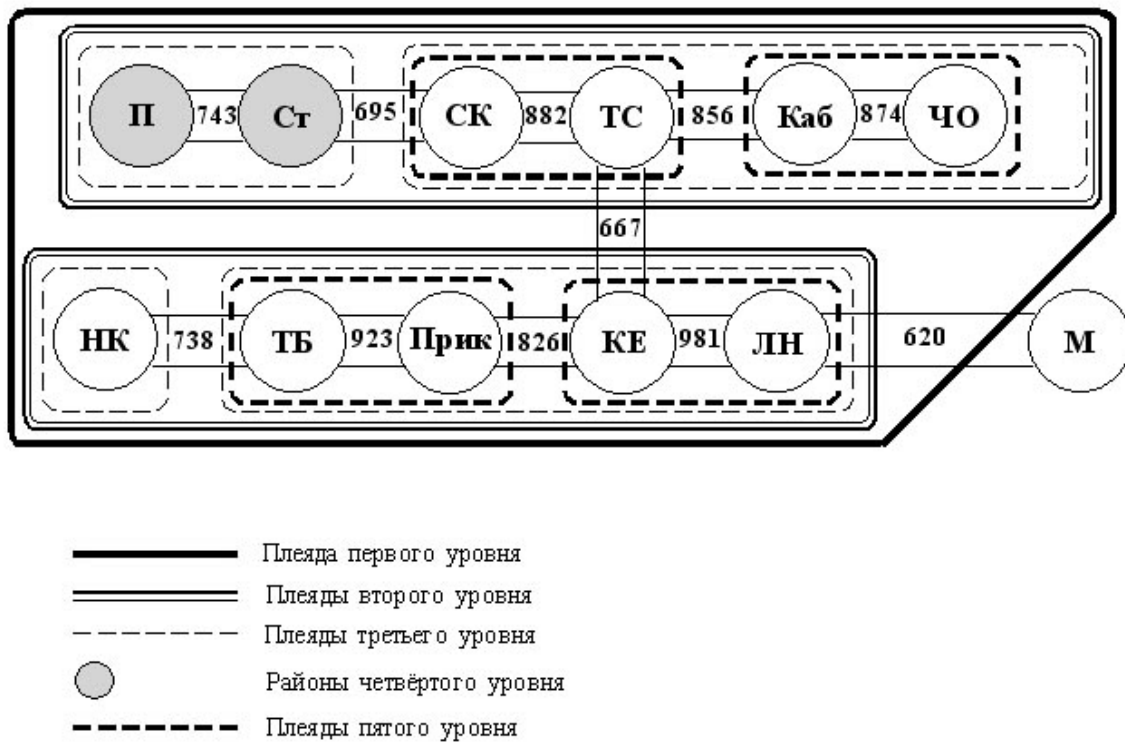 П 743 Ст 695 СК 882 ТС 856 Каб 874 ЧО
667
НК 738 ТБ 923 Прик 826 КЕ 981 ЛН 620 М
Плеяда первого уровня
Плеяды второго уровня
Плеяды третьего уровня
Районы четвёртого уровня
Плеяды пятого уровня